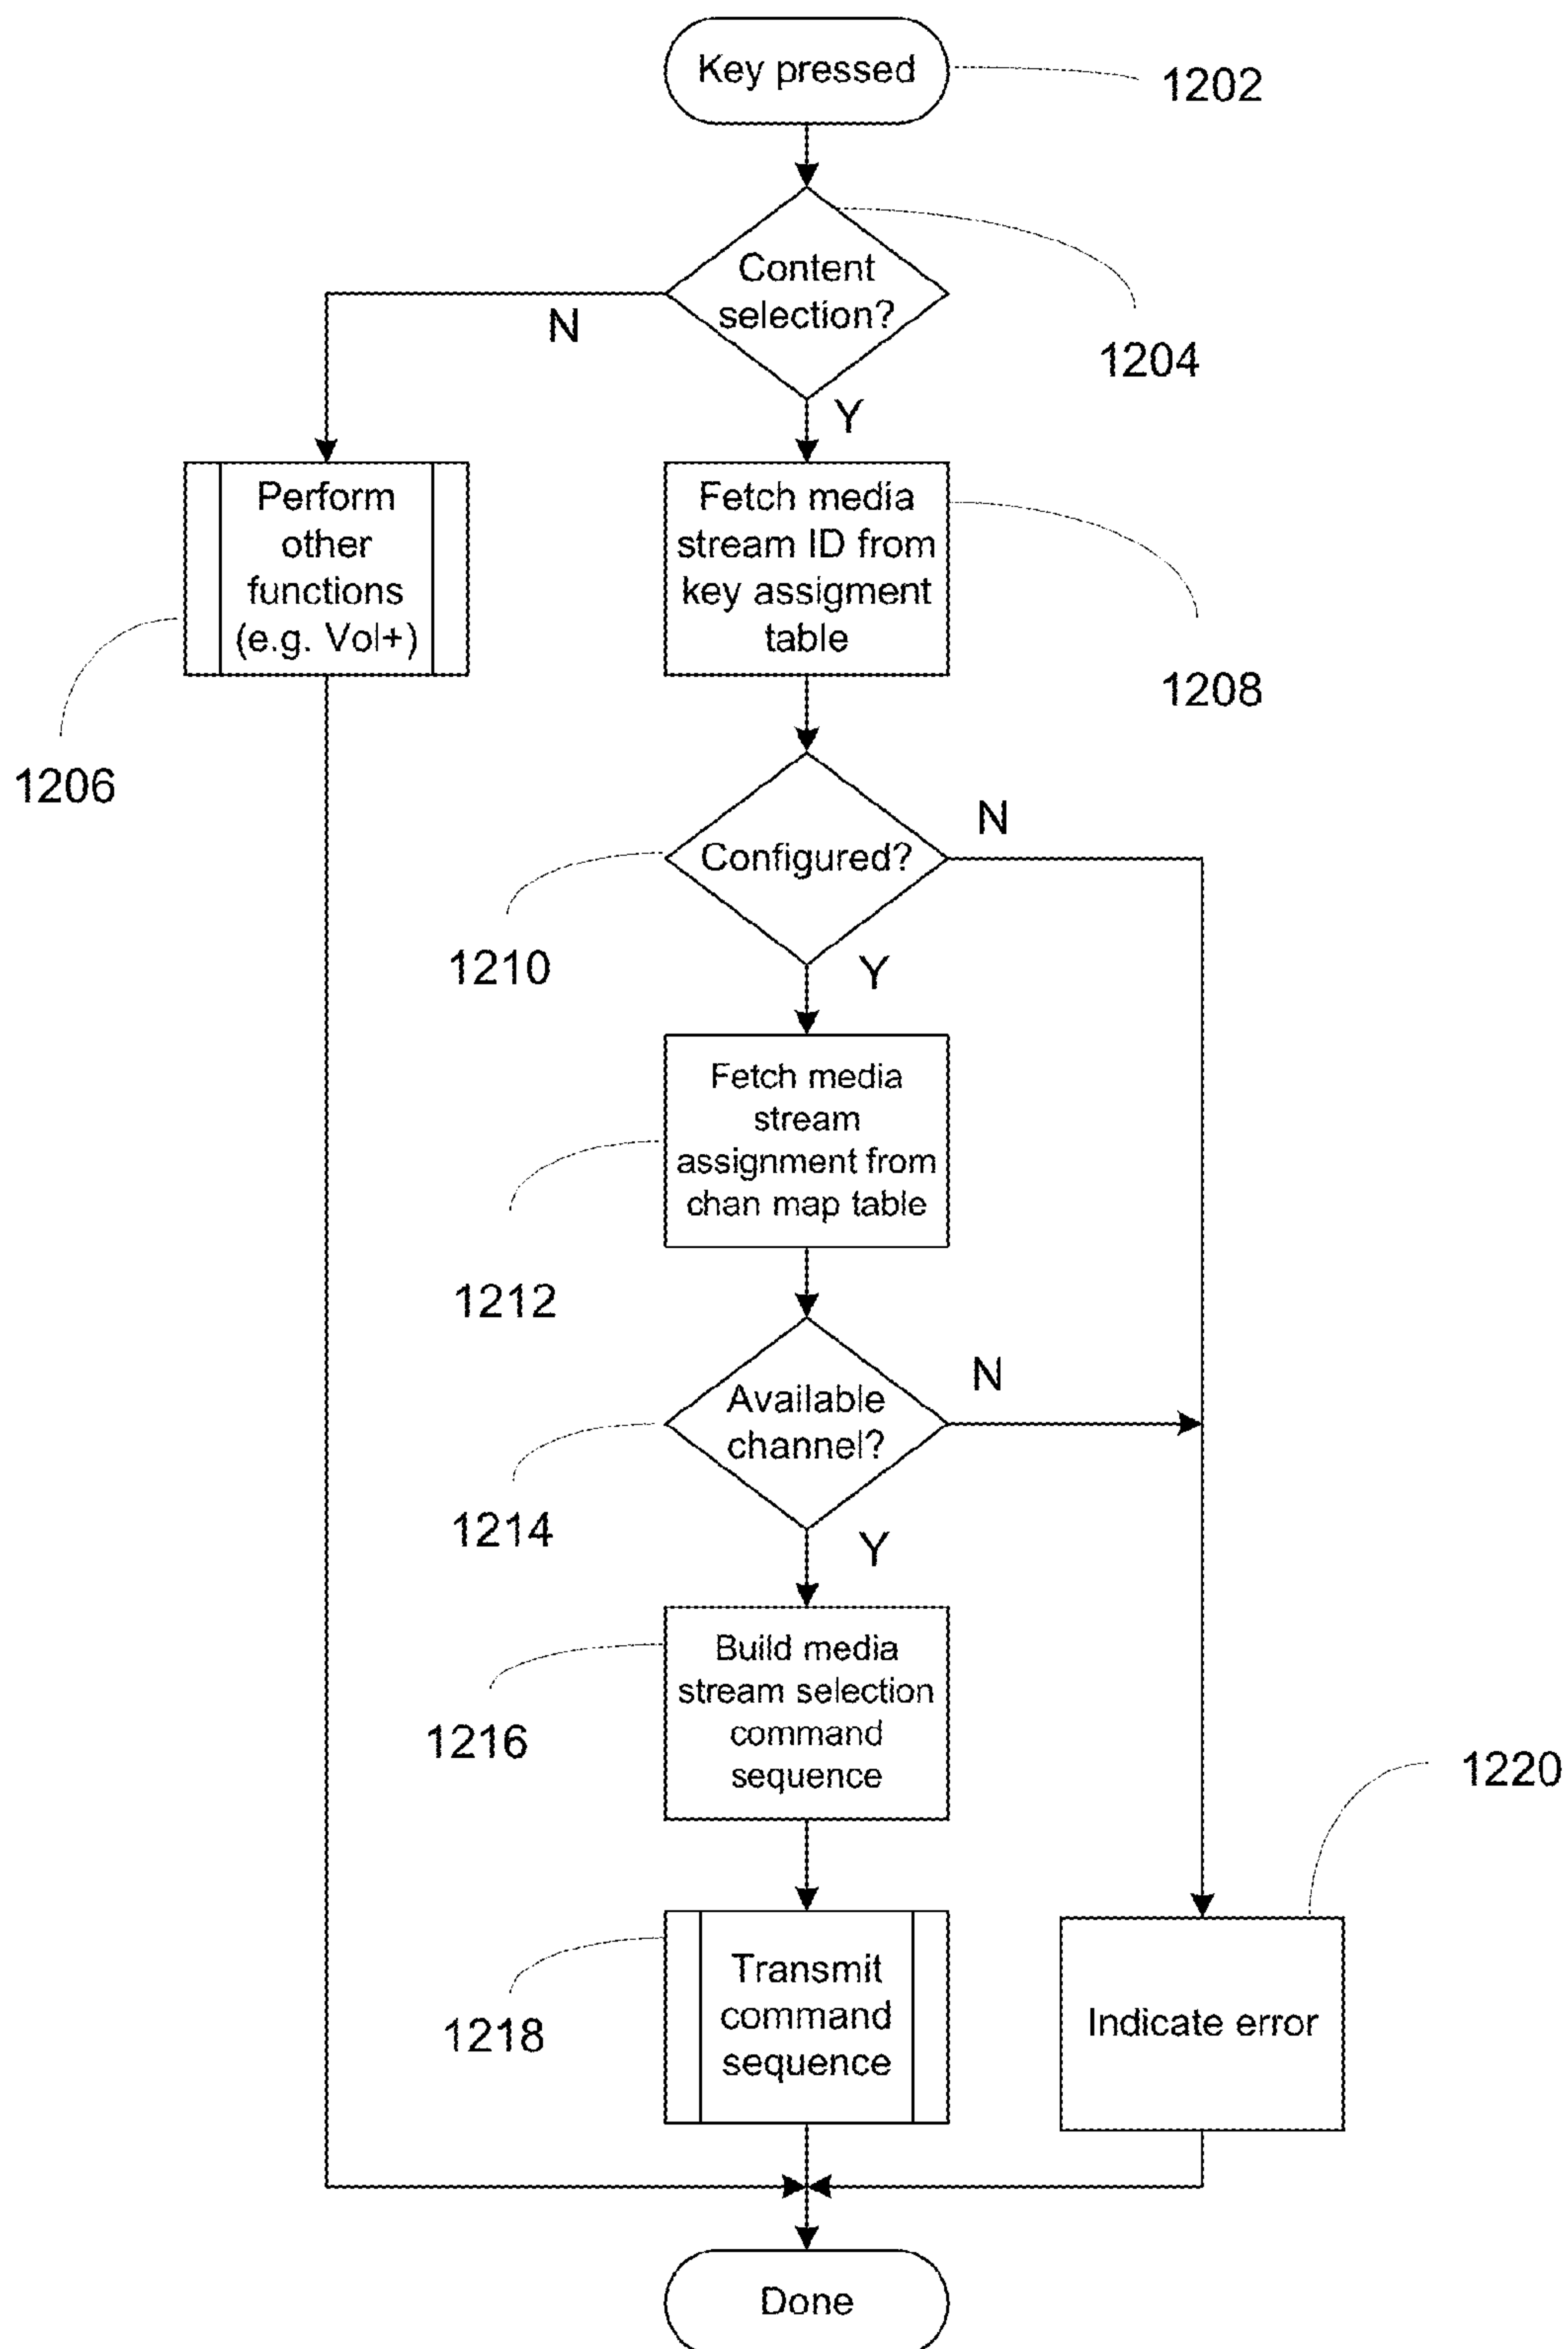 Key pressed
1202
Content
selection?
N
1204
Y
Perform
other
functions
(e.g. Vol+)
Fetch media
stream ID from
key assigment
table
1208
1206
N
Configured?
1210
Y
Fetch media
stream
assignment from
chan map table
1212
N
Available
channel?
1214
Y
Build media
stream selection
command
sequence
1216
1220
Transmit
command
sequence
1218
Indicate error
Done